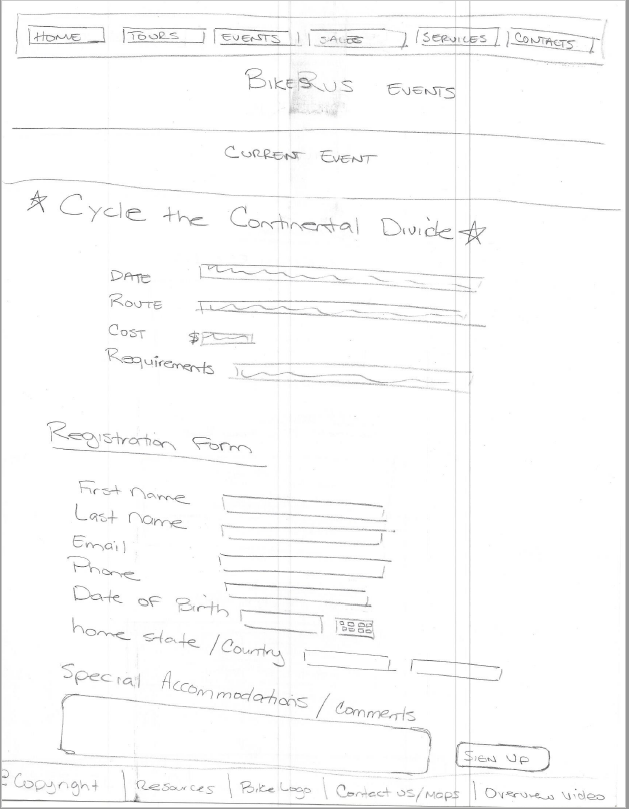 HOME TOURS EVENTS SALES SERVICES CONTACTS
BIKESRUS EVENTS
CURRENT EVENT
☆ Cycle the Continental Divide ☆
DATE
ROUTE
COST $
Requirements
Registration Form
First name
Last name
Email
Phone
Date of Birth
home state / Country
Special Accommodations / Comments
SIGN UP
© Copyright | Resources | Bike Logo | Contact US/Maps | Overview video